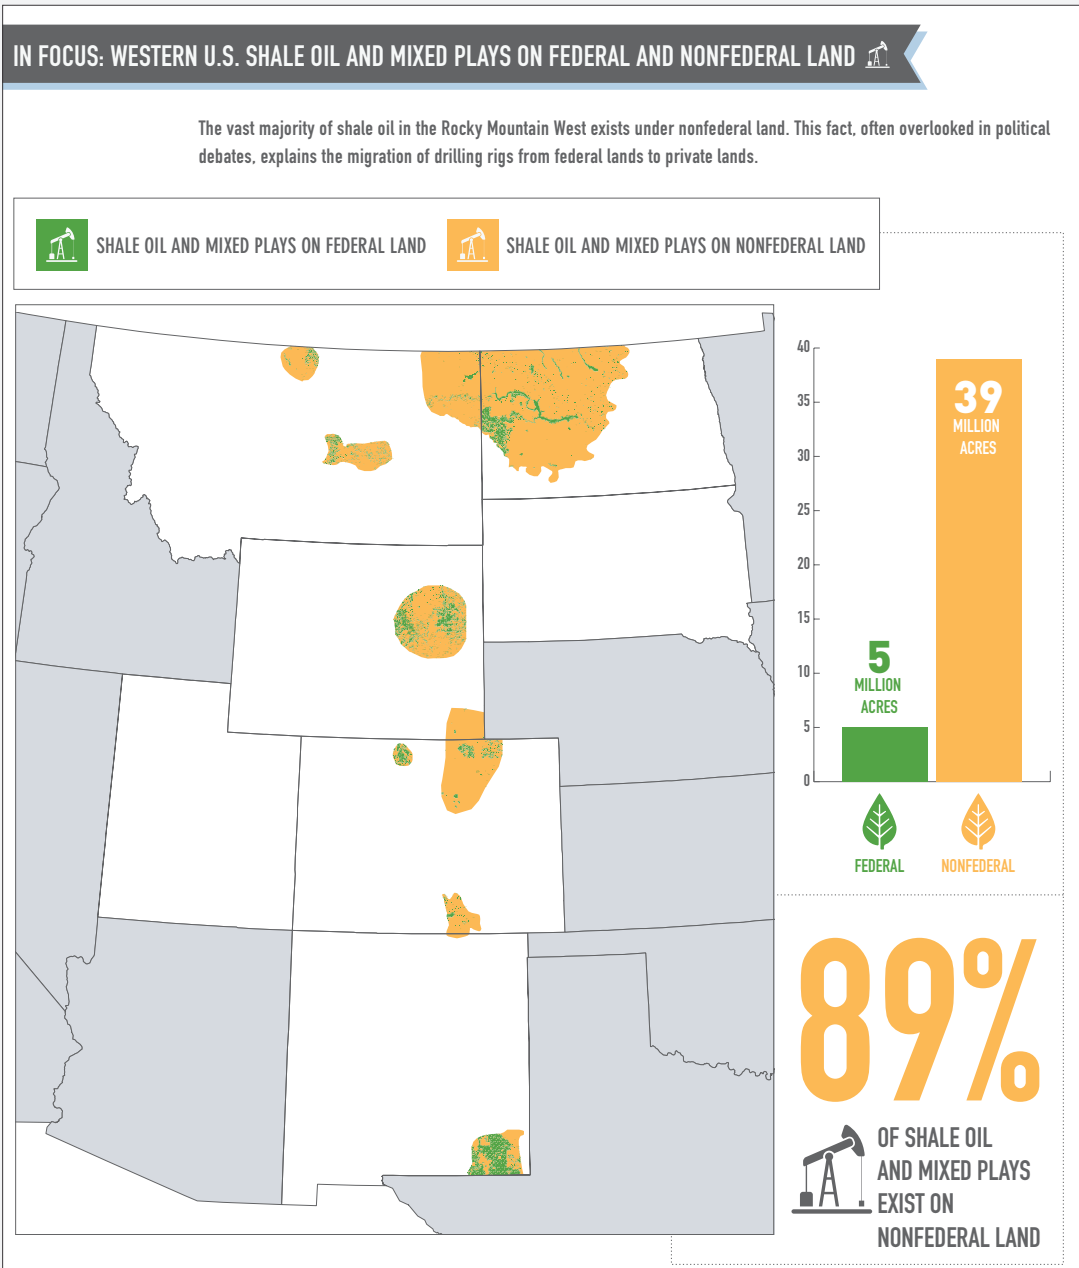 IN FOCUS: WESTERN U.S. SHALE OIL AND MIXED PLAYS ON FEDERAL AND NONFEDERAL LAND
The vast majority of shale oil in the Rocky Mountain West exists under nonfederal land. This fact, often overlooked in political
debates, explains the migration of drilling rigs from federal lands to private lands.
SHALE OIL AND MIXED PLAYS ON FEDERAL LAND
SHALE OIL AND MIXED PLAYS ON NONFEDERAL LAND
40
35
30
25
20
15
10
5
0
39
MILLION
ACRES
5
MILLION
ACRES
FEDERAL
NONFEDERAL
89%
OF SHALE OIL
AND MIXED PLAYS
EXIST ON
NONFEDERAL LAND